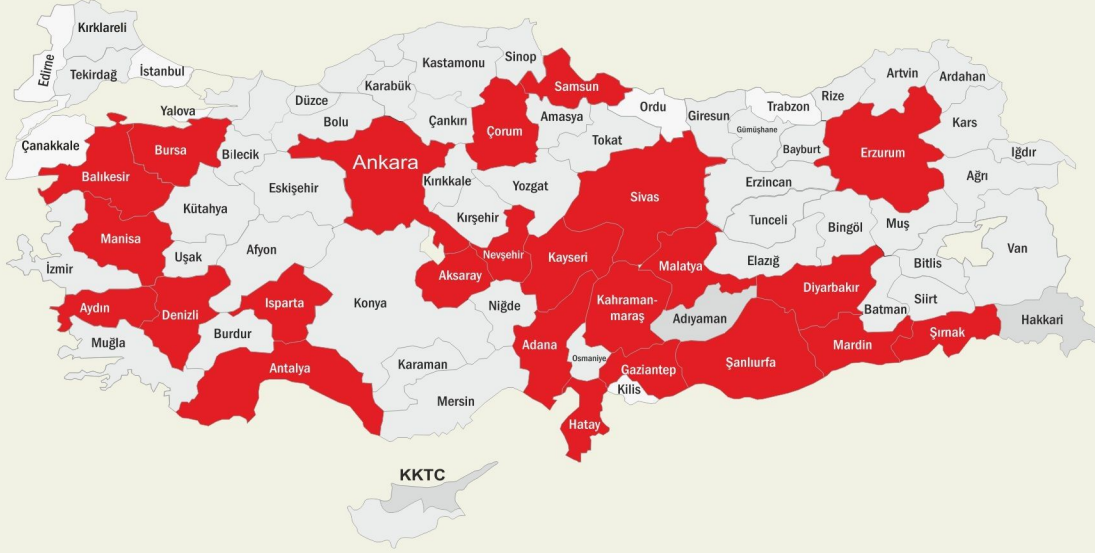 Kırklareli
Edirne
Tekirdağ
İstanbul
Yalova
Çanakkale
Bursa
Balıkesir
Bilecik
Düzce
Bolu
Karabük
Kastamonu
Sinop
Samsun
Çankırı
Çorum
Amasya
Ordu
Tokat
Giresun
Trabzon
Gümüşhane
Rize
Bayburt
Artvin
Ardahan
Kars
Iğdır
Erzurum
Ağrı
Ankara
Eskişehir
Kütahya
Kırıkkale
Yozgat
Kırşehir
Sivas
Erzincan
Tunceli
Bingöl
Muş
Van
Bitlis
Manisa
İzmir
Uşak
Afyon
Nevşehir
Aksaray
Kayseri
Malatya
Elazığ
Diyarbakır
Siirt
Batman
Aydın
Denizli
Isparta
Konya
Niğde
Kahraman-
maraş
Adıyaman
Mardin
Şırnak
Hakkari
Muğla
Burdur
Antalya
Karaman
Mersin
Adana
Osmaniye
Gaziantep
Şanlıurfa
Kilis
Hatay
KKTC